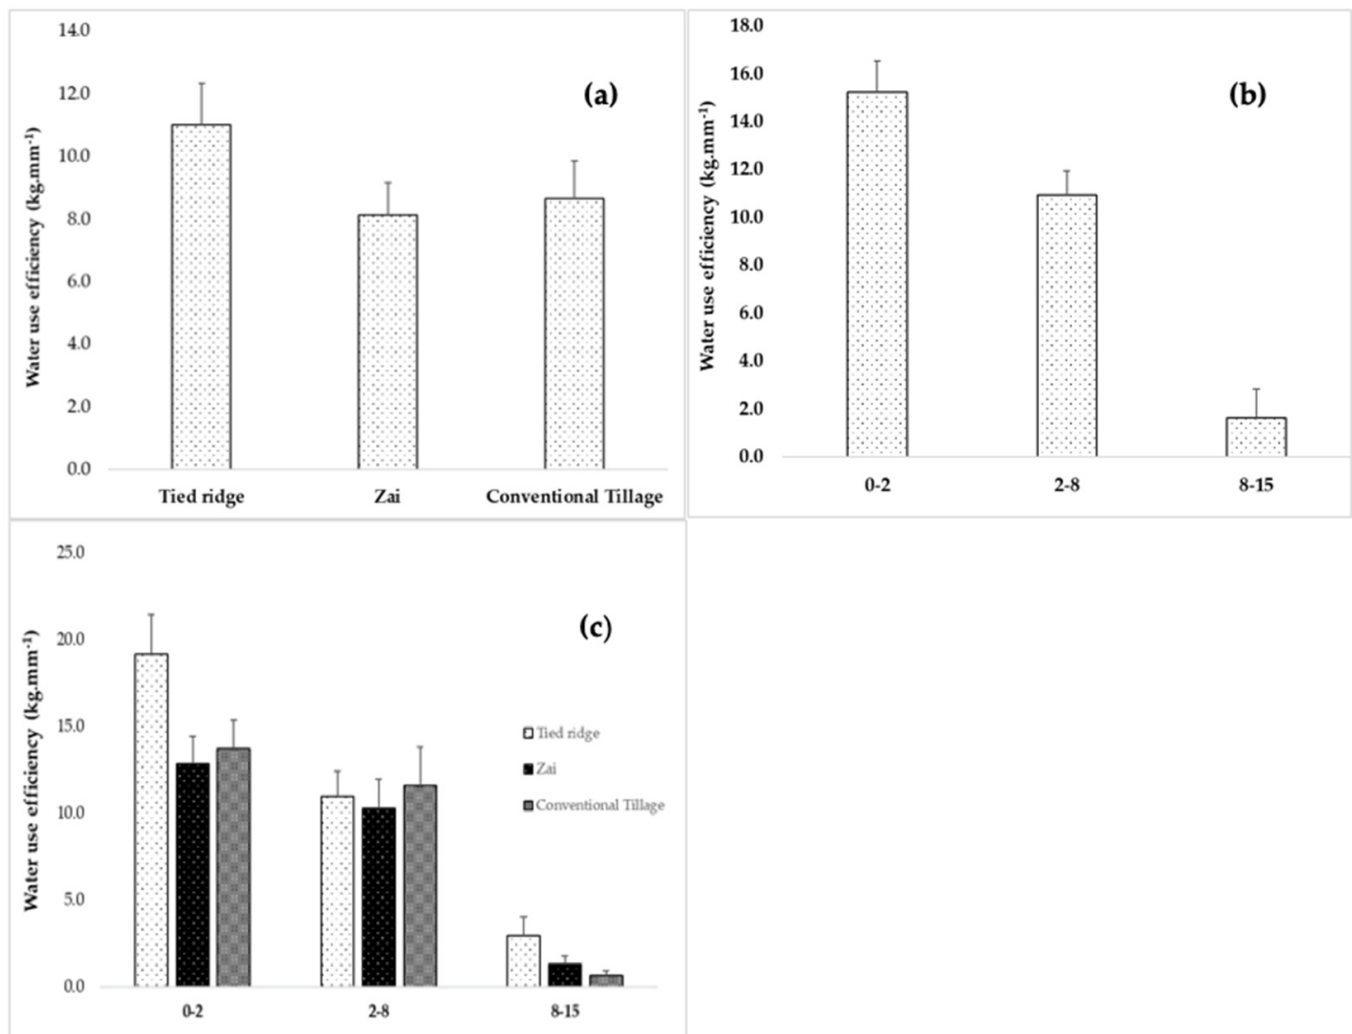 (a)
Water use efficiency (kg.mm-1)
14.0
12.0
10.0
8.0
6.0
4.0
2.0
0.0
Tied ridge Zai Conventional Tillage
(b)
Water use efficiency (kg.mm-1)
18.0
16.0
14.0
12.0
10.0
8.0
6.0
4.0
2.0
0.0
0-2 2-8 8-15
(c)
Water use efficiency (kg.mm-1)
25.0
20.0
15.0
10.0
5.0
0.0
Tied ridge
Zai
Conventional Tillage
0-2 2-8 8-15